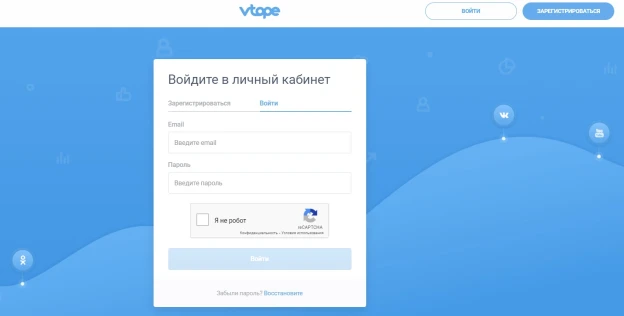 vtope
ВОЙТИ
ЗАРЕГИСТРИРОВАТЬСЯ
Войдите в личный кабинет
Зарегистрироваться
Войти
Email
Введите email
Пароль
Введите пароль
Я не робот
reCAPTCHA
Конфиденциальность - Условия использования
Войти
Забыли пароль? Восстановите